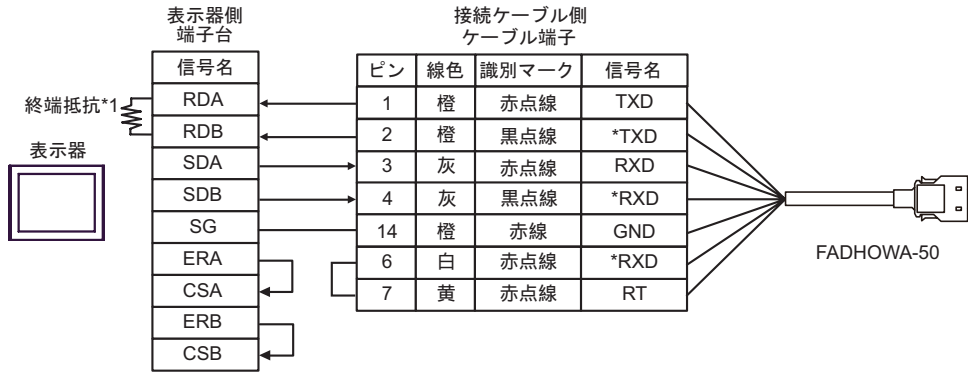 表示器側
端子台
接続ケーブル側
ケーブル端子
信号名
ピン 線色 識別マーク 信号名
終端抵抗*1
RDA
1 橙 赤点線 TXD
RDB
2 橙 黒点線 *TXD
表示器
SDA
3 灰 赤点線 RXD
SDB
4 灰 黒点線 *RXD
SG
14 橙 赤線 GND
ERA
6 白 赤点線 *RXD
CSA
7 黄 赤点線 RT
ERB
CSB
FADHOWA-50